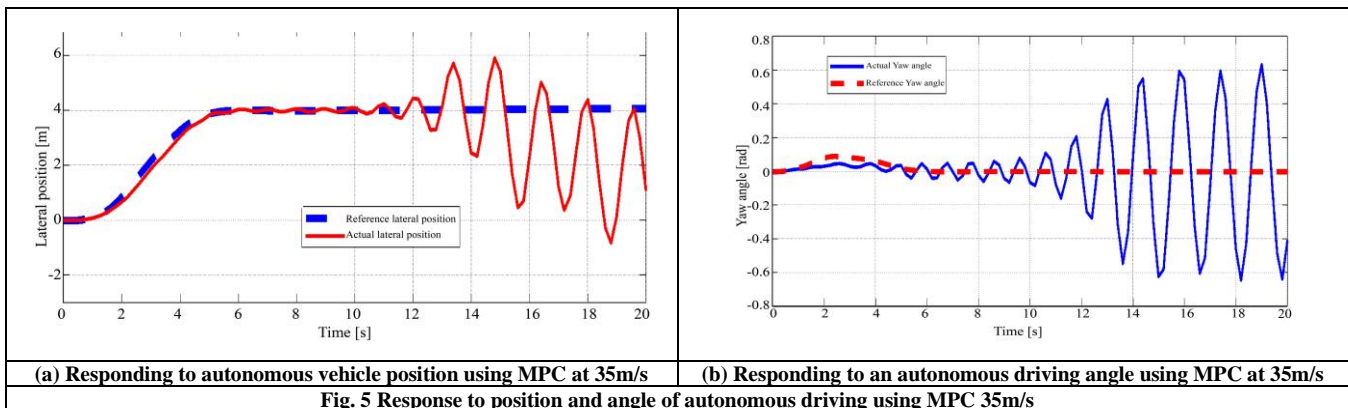 6
4
2
0
-2
Lateral position [m]
Reference lateral position
Actual lateral position
0 2 4 6 8 10 12 14 16 18 20
Time [s]
0.8
0.6
0.4
0.2
0
-0.2
-0.4
-0.6
-0.8
Yaw angle [rad]
Actual Yaw angle
Reference Yaw angle
0 2 4 6 8 10 12 14 16 18 20
Time [s]
(a) Responding to autonomous vehicle position using MPC at 35m/s
(b) Responding to an autonomous driving angle using MPC at 35m/s
Fig. 5 Response to position and angle of autonomous driving using MPC 35m/s